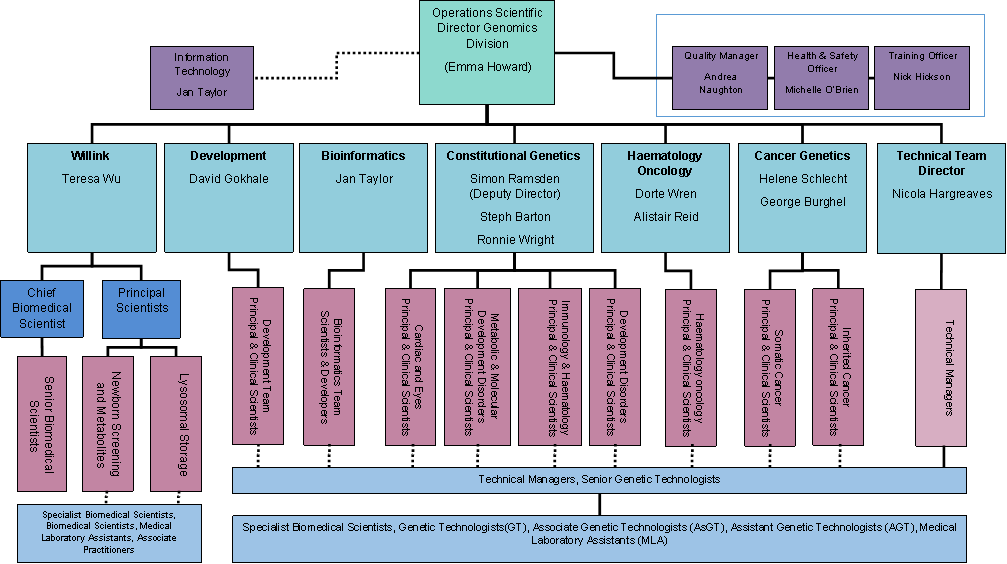 Operations Scientific
Director Genomics
Division
(Emma Howard)
Information
Technology
Jan Taylor
Quality Manager
Andrea
Naughton
Health & Safety
Officer
Michelle O'Brien
Training Officer
Nick Hickson
Willink
Teresa Wu
Development
David Gokhale
Bioinformatics
Jan Taylor
Constitutional Genetics
Simon Ramsden
(Deputy Director)
Steph Barton
Ronnie Wright
Haematology
Oncology
Dorte Wren
Alistair Reid
Cancer Genetics
Helene Schlecht
George Burghel
Technical Team
Director
Nicola Hargreaves
Chief
Biomedical
Scientist
Principal
Scientists
Senior Biomedical
Scientists
Newborn Screening
and Metabolites
Lysosomal Storage
Development Team
Principal & Clinical Scientists
Bioinformatics Team
Scientists & Developers
Cardiac and Eyes
Principal & Clinical Scientists
Metabolic & Molecular
Development Disorders
Principal & Clinical Scientists
Immunology & Haematology
Principal & Clinical Scientists
Development Disorders
Principal & Clinical Scientists
Haematology oncology
Principal & Clinical Scientists
Somatic Cancer
Principal & Clinical Scientists
Inherited Cancer
Principal & Clinical Scientists
Technical Managers
Technical Managers, Senior Genetic Technologists
Specialist Biomedical Scientists,
Biomedical Scientists, Medical
Laboratory Assistants, Associate
Practitioners
Specialist Biomedical Scientists, Genetic Technologists(GT), Associate Genetic Technologists (AsGT), Assistant Genetic Technologists (AGT), Medical
Laboratory Assistants (MLA)